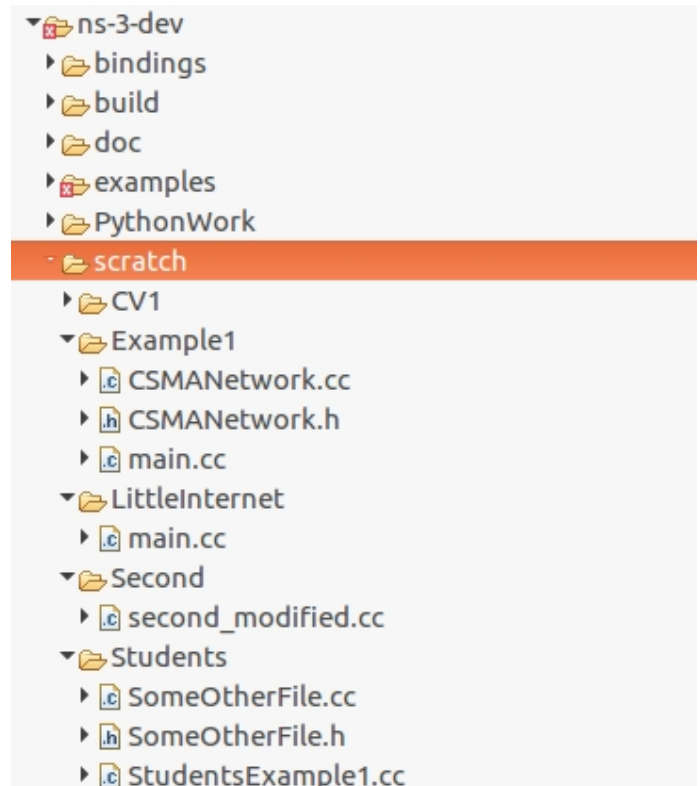 ns-3-dev
bindings
build
doc
examples
PythonWork
scratch
CV1
Example1
.c CSMANetwork.cc
.h CSMANetwork.h
.c main.cc
LittleInternet
.c main.cc
Second
.c second_modified.cc
Students
.c SomeOtherFile.cc
.h SomeOtherFile.h
.c StudentsExample1.cc